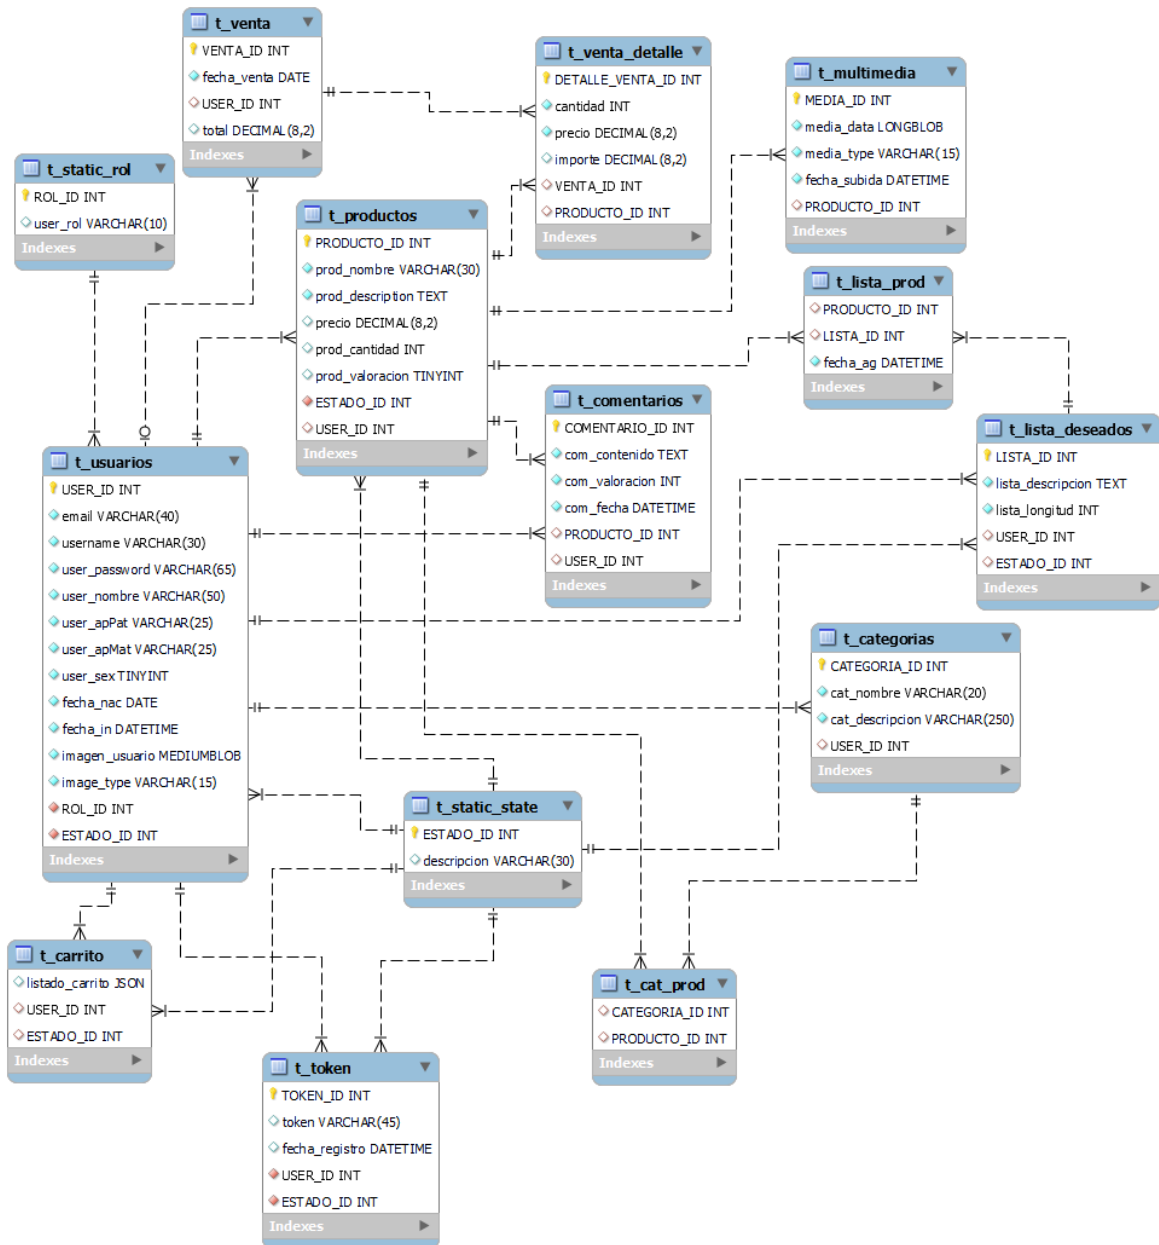 t_venta
VENTA_ID INT
fecha_venta DATE
USER_ID INT
total DECIMAL(8,2)
Indexes
t_venta_detalle
DETALLE_VENTA_ID INT
cantidad INT
precio DECIMAL(8,2)
importe DECIMAL(8,2)
VENTA_ID INT
PRODUCTO_ID INT
Indexes
t_multimedia
MEDIA_ID INT
media_data LONGBLOB
media_type VARCHAR(15)
fecha_subida DATETIME
PRODUCTO_ID INT
Indexes
t_static_rol
ROL_ID INT
user_rol VARCHAR(10)
Indexes
t_productos
PRODUCTO_ID INT
prod_nombre VARCHAR(30)
prod_description TEXT
precio DECIMAL(8,2)
prod_cantidad INT
prod_valoracion TINYINT
ESTADO_ID INT
USER_ID INT
Indexes
t_lista_prod
PRODUCTO_ID INT
LISTA_ID INT
fecha_ag DATETIME
Indexes
t_comentarios
COMENTARIO_ID INT
com_contenido TEXT
com_valoracion INT
com_fecha DATETIME
PRODUCTO_ID INT
USER_ID INT
Indexes
t_lista_deseados
LISTA_ID INT
lista_descripcion TEXT
lista_longitud INT
USER_ID INT
ESTADO_ID INT
Indexes
t_usuarios
USER_ID INT
email VARCHAR(40)
username VARCHAR(30)
user_password VARCHAR(65)
user_nombre VARCHAR(50)
user_apPat VARCHAR(25)
user_apMat VARCHAR(25)
user_sex TINYINT
fecha_nac DATE
fecha_in DATETIME
imagen_usuario MEDIUMBLOB
image_type VARCHAR(15)
ROL_ID INT
ESTADO_ID INT
Indexes
t_categorias
CATEGORIA_ID INT
cat_nombre VARCHAR(20)
cat_descripcion VARCHAR(250)
USER_ID INT
Indexes
t_static_state
ESTADO_ID INT
descripcion VARCHAR(30)
Indexes
t_carrito
listado_carrito JSON
USER_ID INT
ESTADO_ID INT
Indexes
t_cat_prod
CATEGORIA_ID INT
PRODUCTO_ID INT
Indexes
t_token
TOKEN_ID INT
token VARCHAR(45)
fecha_registro DATETIME
USER_ID INT
ESTADO_ID INT
Indexes